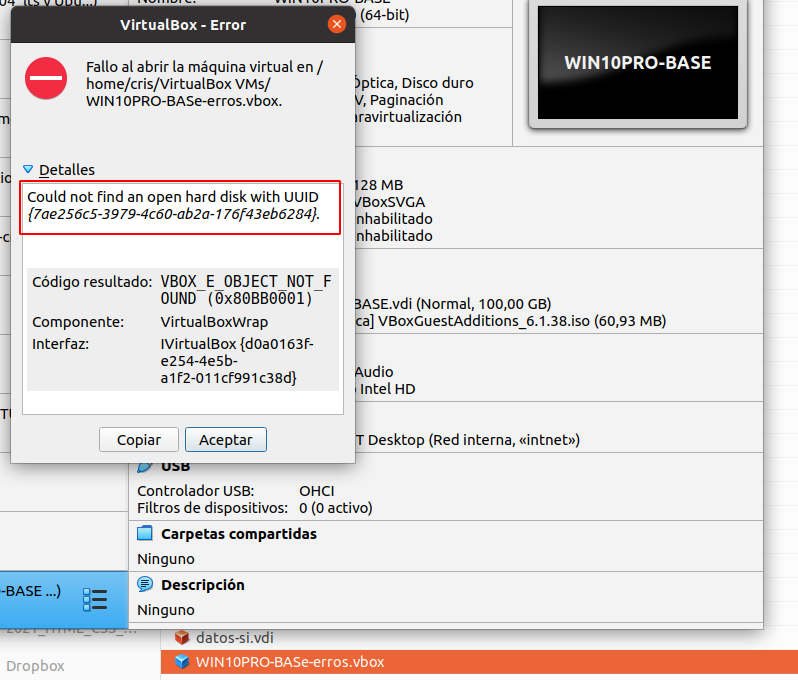 VirtualBox - Error
Fallo al abrir la máquina virtual en /
home/cris/VirtualBox VMs/
WIN10PRO-BASe-erros.vbox.
Detalles
Could not find an open hard disk with UUID
{7ae256c5-3979-4c60-ab2a-176f43eb6284}.
Código resultado: VBOX_E_OBJECT_NOT_F
OUND (0x80BB0001)
Componente: VirtualBoxWrap
Interfaz: IVirtualBox {d0a0163f-
e254-4e5b-
a1f2-011cf991c38d}
Copiar Aceptar
(64-bit)
WIN10PRO-BASE
Óptica, Disco duro
V, Paginación
aravirtualización
128 MB
VBoxSVGA
nhabilitado
nhabilitado
BASE.vdi (Normal, 100,00 GB)
ca] VBoxGuestAdditions_6.1.38.iso (60,93 MB)
Audio
Intel HD
T Desktop (Red interna, «intnet»)
USB
Controlador USB: OHCI
Filtros de dispositivos: 0 (0 activo)
Carpetas compartidas
Ninguno
Descripción
Ninguno
-BASE ...)
datos-si.vdi
Dropbox
WIN10PRO-BASe-erros.vbox